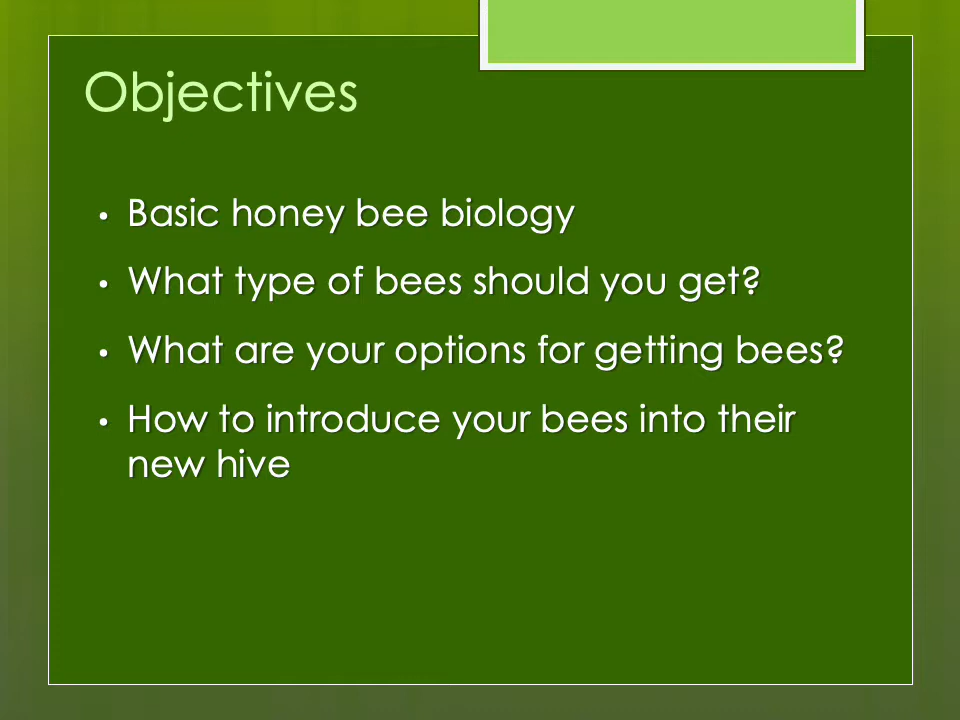 Objectives
• Basic honey bee biology
• What type of bees should you get?
• What are your options for getting bees?
• How to introduce your bees into their
new hive